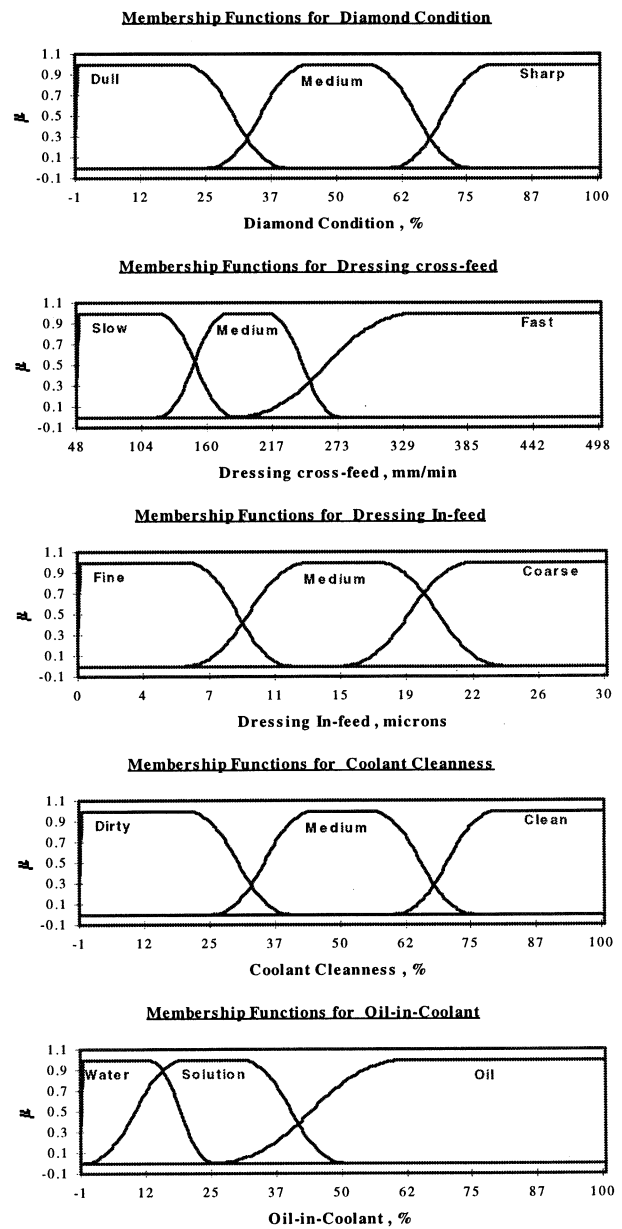 Membership Functions for Diamond Condition
1.1
0.9
0.7
0.5
0.3
0.1
-0.1
μ
Dull
Medium
Sharp
-1 12 25 37 50 62 75 87 100
Diamond Condition , %
Membership Functions for Dressing cross-feed
1.1
0.9
0.7
0.5
0.3
0.1
-0.1
μ
Slow
Medium
Fast
48 104 160 217 273 329 385 442 498
Dressing cross-feed , mm/min
Membership Functions for Dressing In-feed
1.1
0.9
0.7
0.5
0.3
0.1
-0.1
μ
Fine
Medium
Coarse
0 4 7 11 15 19 22 26 30
Dressing In-feed , microns
Membership Functions for Coolant Cleanness
1.1
0.9
0.7
0.5
0.3
0.1
-0.1
μ
Dirty
Medium
Clean
-1 12 25 37 50 62 75 87 100
Coolant Cleanness , %
Membership Functions for Oil-in-Coolant
1.1
0.9
0.7
0.5
0.3
0.1
-0.1
μ
Water
Solution
Oil
-1 12 25 37 50 62 75 87 100
Oil-in-Coolant , %